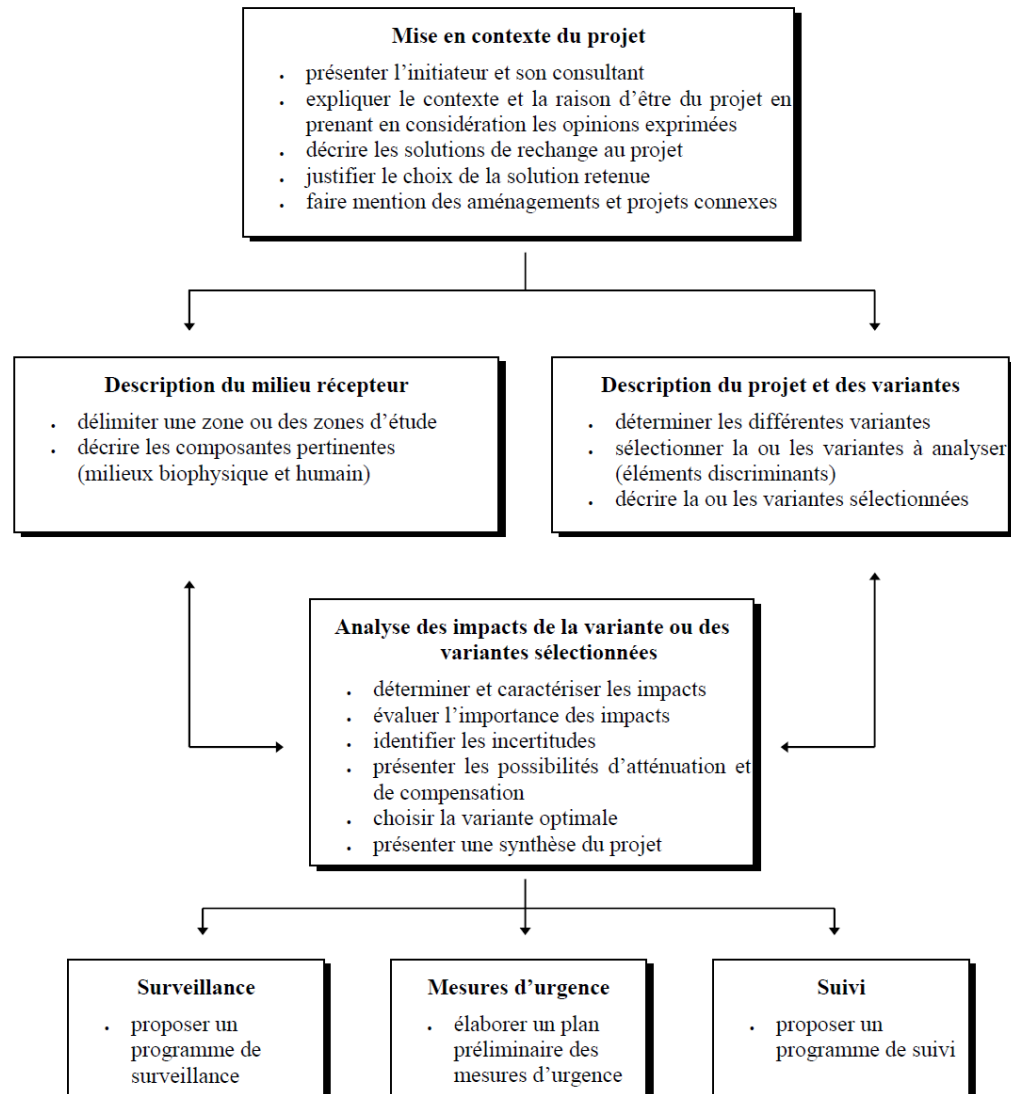 Mise en contexte du projet
• présenter l’initiateur et son consultant
• expliquer le contexte et la raison d’être du projet en
prenant en considération les opinions exprimées
• décrire les solutions de rechange au projet
• justifier le choix de la solution retenue
• faire mention des aménagements et projets connexes
Description du milieu récepteur
• délimiter une zone ou des zones d’étude
• décrire les composantes pertinentes
(milieux biophysique et humain)
Description du projet et des variantes
• déterminer les différentes variantes
• sélectionner la ou les variantes à analyser
(éléments discriminants)
• décrire la ou les variantes sélectionnées
Analyse des impacts de la variante ou des
variantes sélectionnées
• déterminer et caractériser les impacts
• évaluer l’importance des impacts
• identifier les incertitudes
• présenter les possibilités d’atténuation et
de compensation
• choisir la variante optimale
• présenter une synthèse du projet
Surveillance
• proposer un
programme de
surveillance
Mesures d’urgence
• élaborer un plan
préliminaire des
mesures d’urgence
Suivi
• proposer un
programme de suivi